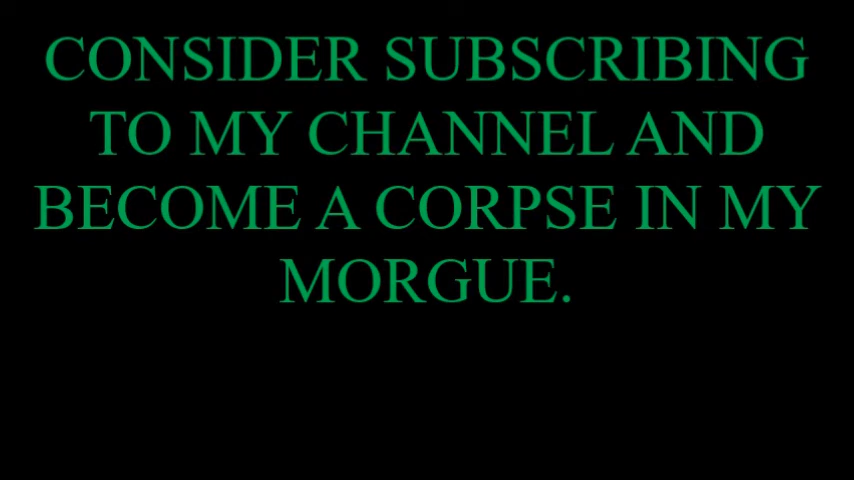 CONSIDER SUBSCRIBING
TO MY CHANNEL AND
BECOME A CORPSE IN MY
MORGUE.